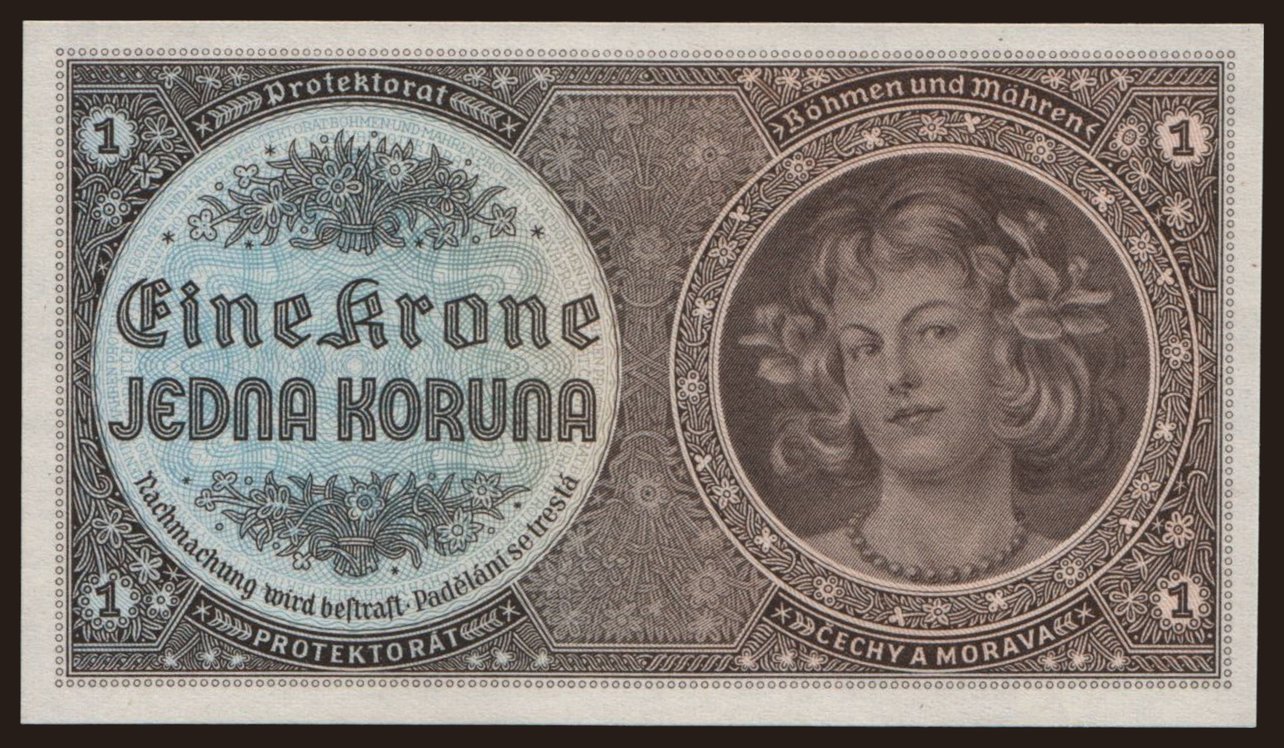 Protektorat
Böhmen und Mähren
1
1
Eine Krone
JEDNA KORUNA
Nachmachung wird bestraft · Padělání se trestá
1
1
PROTEKTORÁT
ČECHY A MORAVA